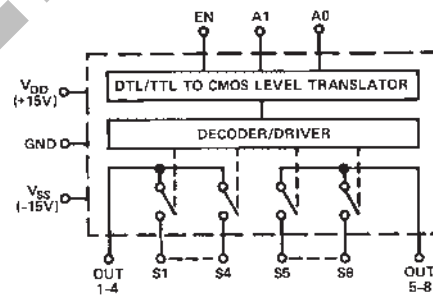 EN A1 A0
DTL/TTL TO CMOS LEVEL TRANSLATOR
VDD
(+15V)
DECODER/DRIVER
GND
VSS
(-15V)
OUT
1-4
S1 S4 S5 S8
OUT
5-8